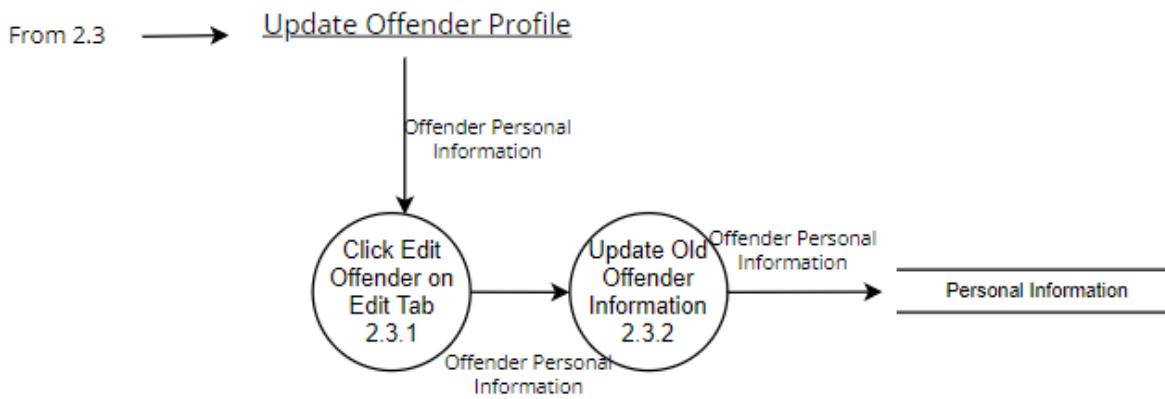 From 2.3
Update Offender Profile
Offender Personal
Information
Click Edit
Offender on
Edit Tab
2.3.1
Offender Personal
Information
Update Old
Offender
Information
2.3.2
Offender Personal
Information
Personal Information